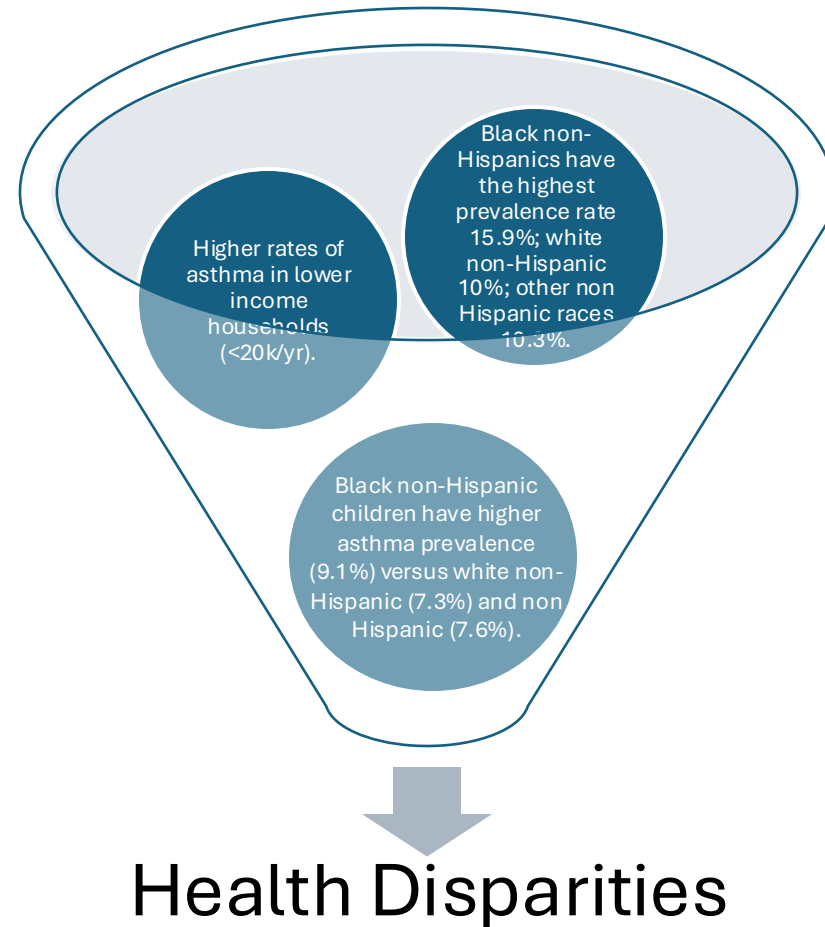 Black non-
Hispanics have
the highest
prevalence rate
15.9%; white
non-Hispanic
10%; other non
Hispanic races
10.3%.
Higher rates of
asthma in lower
income
households
(<20k/yr).
Black non-Hispanic
children have higher
asthma prevalence
(9.1%) versus white non-
Hispanic (7.3%) and non
Hispanic (7.6%).
Health Disparities